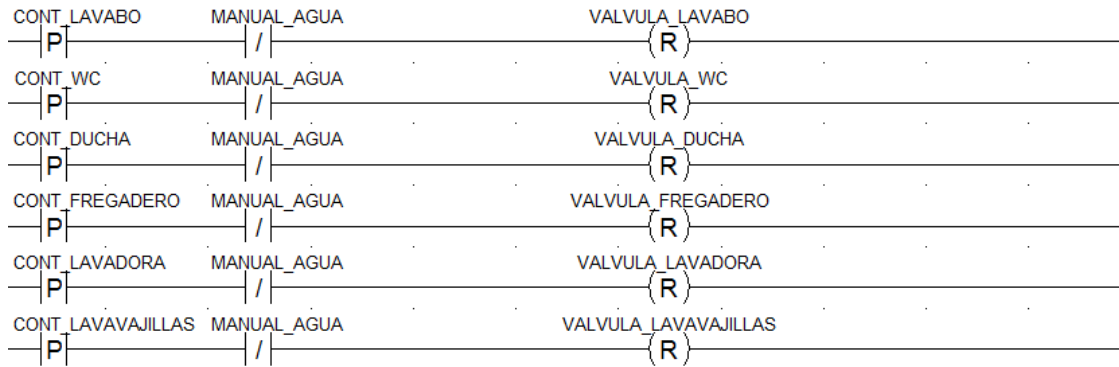 CONT_LAVABO MANUAL_AGUA VALVULA_LAVABO
P / R
CONT_WC MANUAL_AGUA VALVULA_WC
P / R
CONT_DUCHA MANUAL_AGUA VALVULA_DUCHA
P / R
CONT_FREGADERO MANUAL_AGUA VALVULA_FREGADERO
P / R
CONT_LAVADORA MANUAL_AGUA VALVULA_LAVADORA
P / R
CONT_LAVAVAJILLAS MANUAL_AGUA VALVULA_LAVAVAJILLAS
P / R